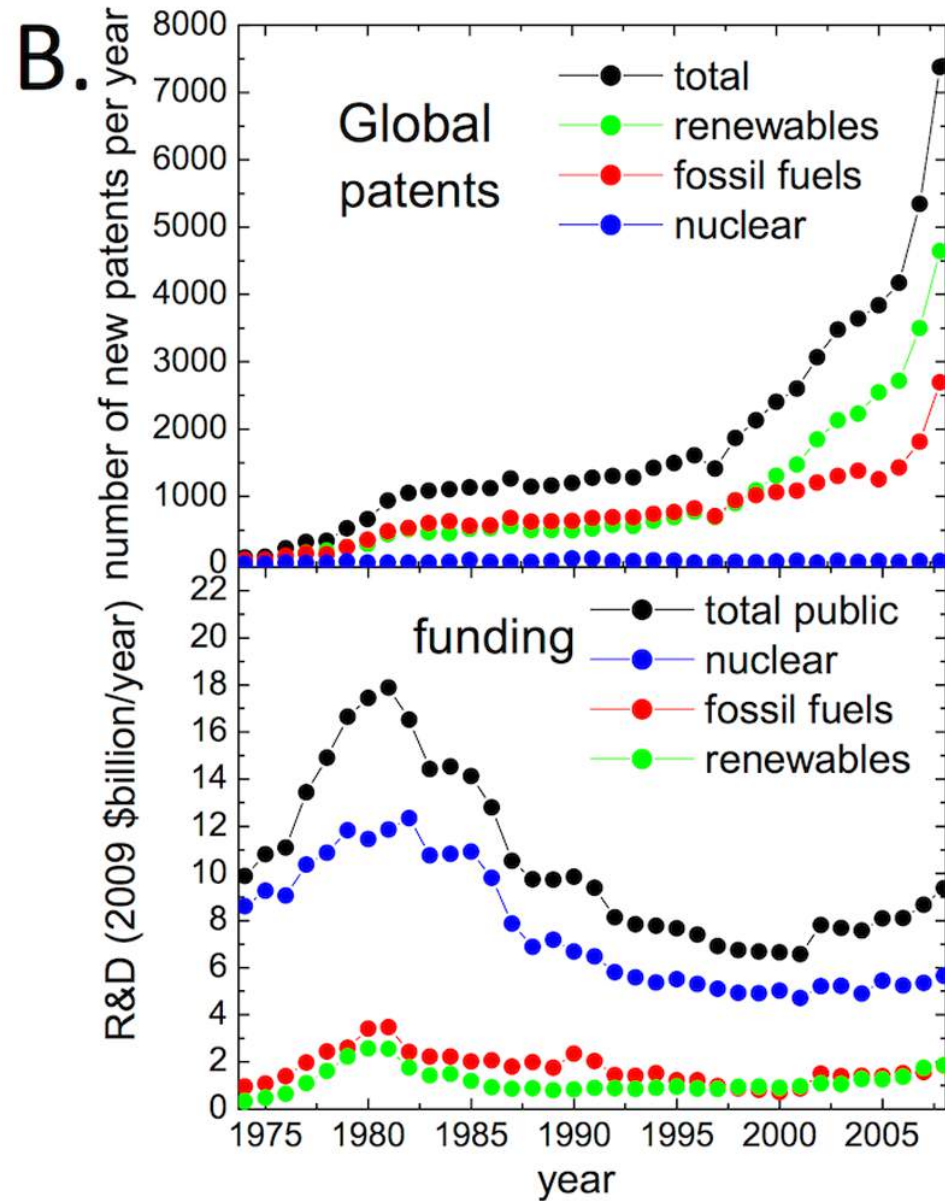 B.
number of new patents per year
8000
7000
6000
5000
4000
3000
2000
1000
0
Global
patents
total
renewables
fossil fuels
nuclear
R&D (2009 $billion/year)
22
20
18
16
14
12
10
8
6
4
2
0
funding
total public
nuclear
fossil fuels
renewables
1975 1980 1985 1990 1995 2000 2005
year